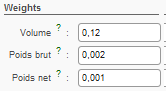 Weights
Volume ? : 0,12
Poids brut ? : 0,002
Poids net ? : 0,001